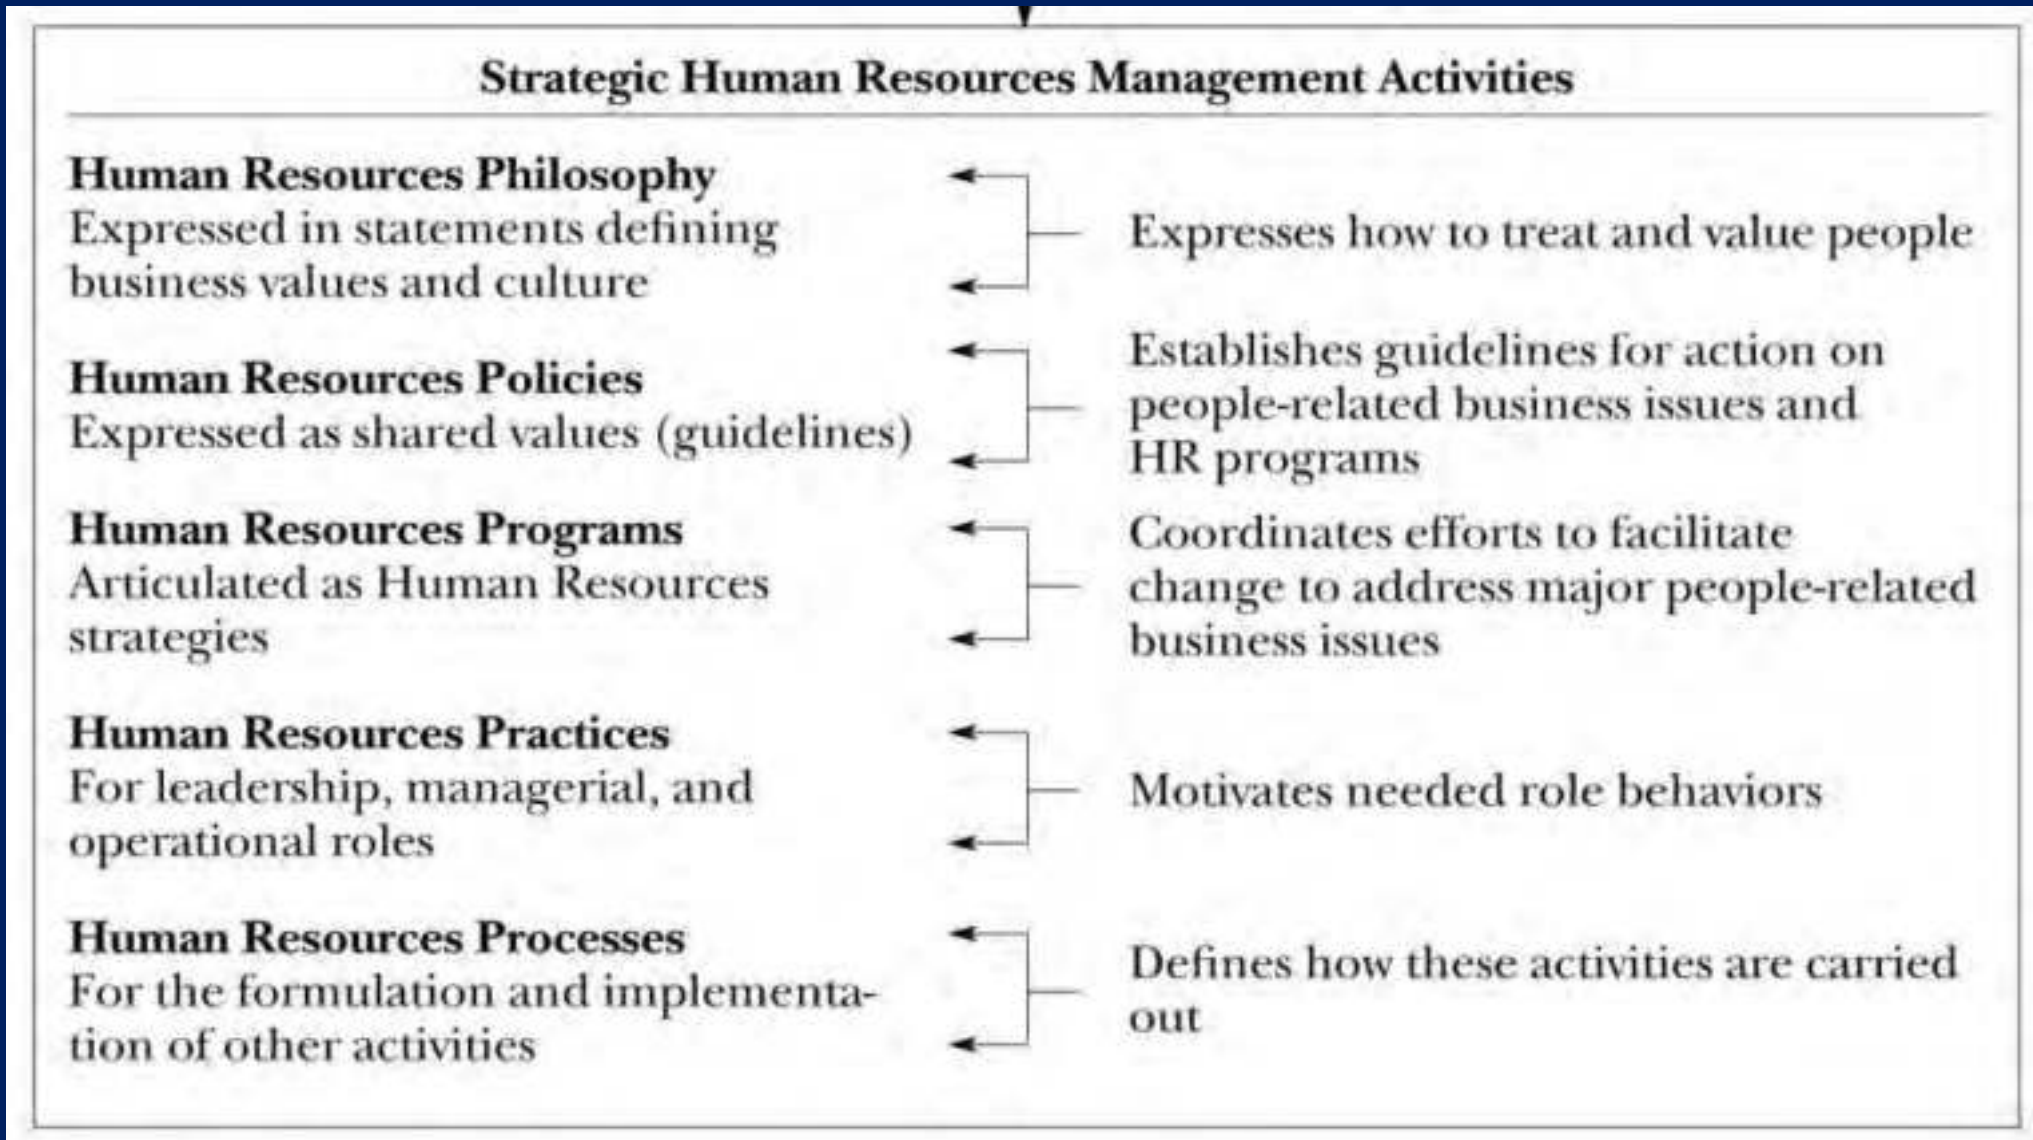 Strategic Human Resources Management Activities
Human Resources Philosophy
Expressed in statements defining
business values and culture
Expresses how to treat and value people
Human Resources Policies
Expressed as shared values (guidelines)
Establishes guidelines for action on
people-related business issues and
HR programs
Human Resources Programs
Articulated as Human Resources
strategies
Coordinates efforts to facilitate
change to address major people-related
business issues
Human Resources Practices
For leadership, managerial, and
operational roles
Motivates needed role behaviors
Human Resources Processes
For the formulation and implementa-
tion of other activities
Defines how these activities are carried
out